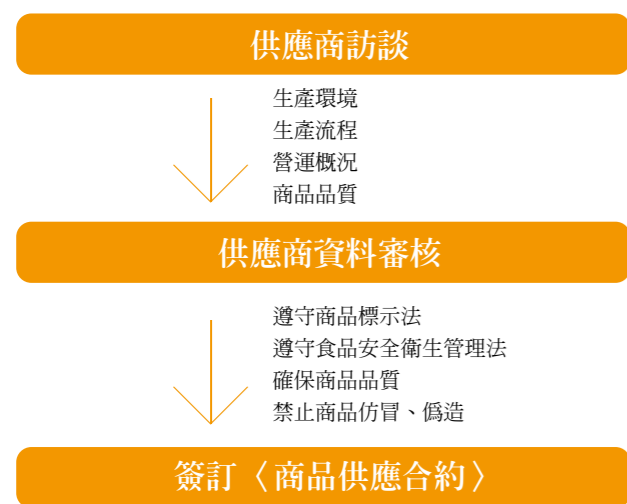 供應商訪談
生產環境
生產流程
營運概況
商品品質
供應商資料審核
遵守商品標示法
遵守食品安全衛生管理法
確保商品品質
禁止商品仿冒、偽造
簽訂〈商品供應合約〉